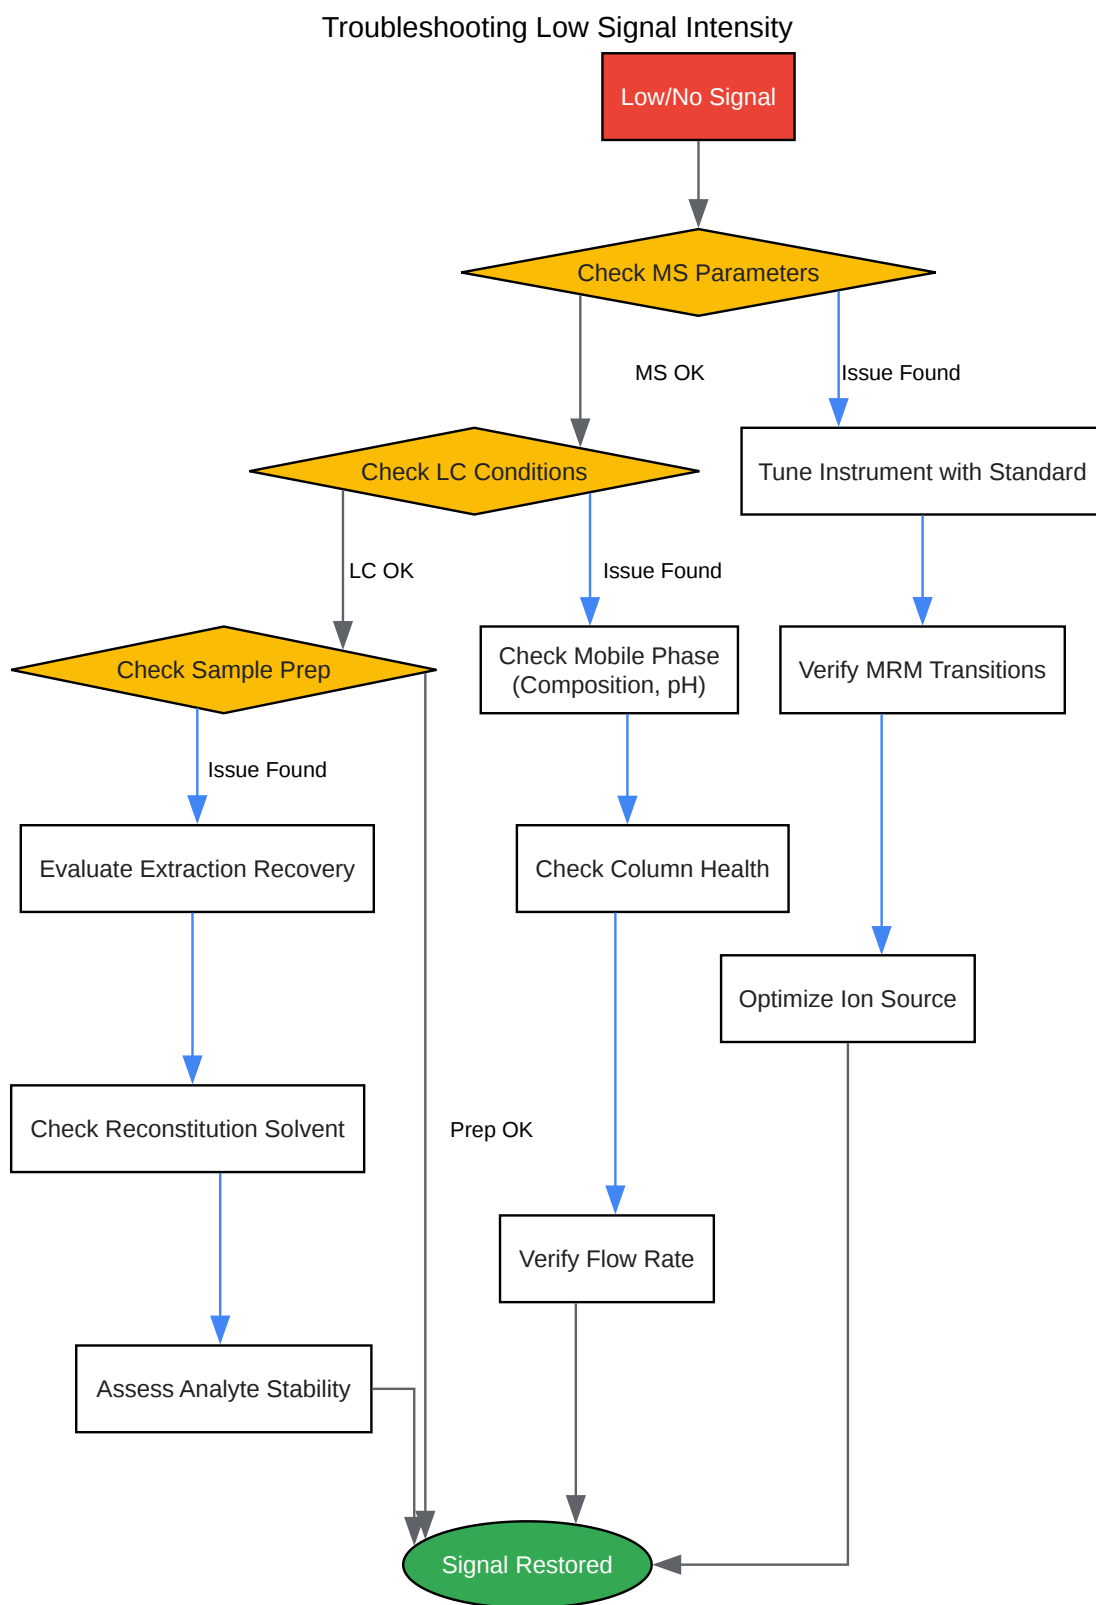 Troubleshooting Low Signal Intensity
Low/No Signal
Check MS Parameters
MS OK
Issue Found
Check LC Conditions
Tune Instrument with Standard
LC OK
Issue Found
Check Sample Prep
Check Mobile Phase
(Composition, pH)
Verify MRM Transitions
Issue Found
Evaluate Extraction Recovery
Check Column Health
Optimize Ion Source
Check Reconstitution Solvent
Prep OK
Verify Flow Rate
Assess Analyte Stability
Signal Restored